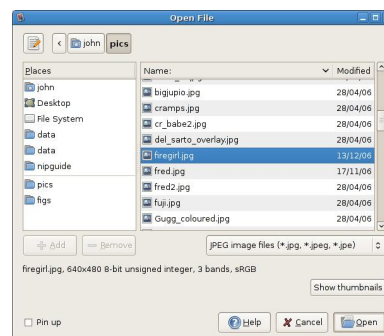 Open File
john pics
Places
Name: Modified
john
Desktop
File System
data
data
nipguide
pics
figs
bigjupio.jpg 28/04/06
cramps.jpg 28/04/06
cr_babe2.jpg 28/04/06
del_sarto_overlay.jpg 28/04/06
firegirl.jpg 13/12/06
fred.jpg 17/11/06
fred2.jpg 28/04/06
fuji.jpg 28/04/06
Gugg_coloured.jpg 28/04/06
Add Remove JPEG image files (*.jpg, *.jpeg, *.jpe)
firegirl.jpg, 640x480 8-bit unsigned integer, 3 bands, sRGB
Show thumbnails
Pin up Help Cancel Open